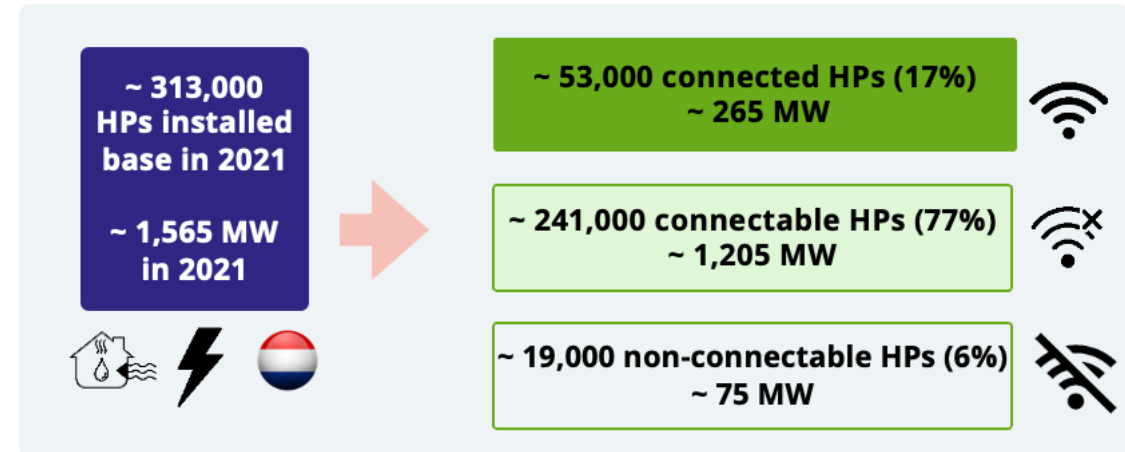 ~ 313,000
HPs installed
base in 2021
~ 1,565 MW
in 2021
~ 53,000 connected HPs (17%)
~ 265 MW
~ 241,000 connectable HPs (77%)
~ 1,205 MW
~ 19,000 non-connectable HPs (6%)
~ 75 MW